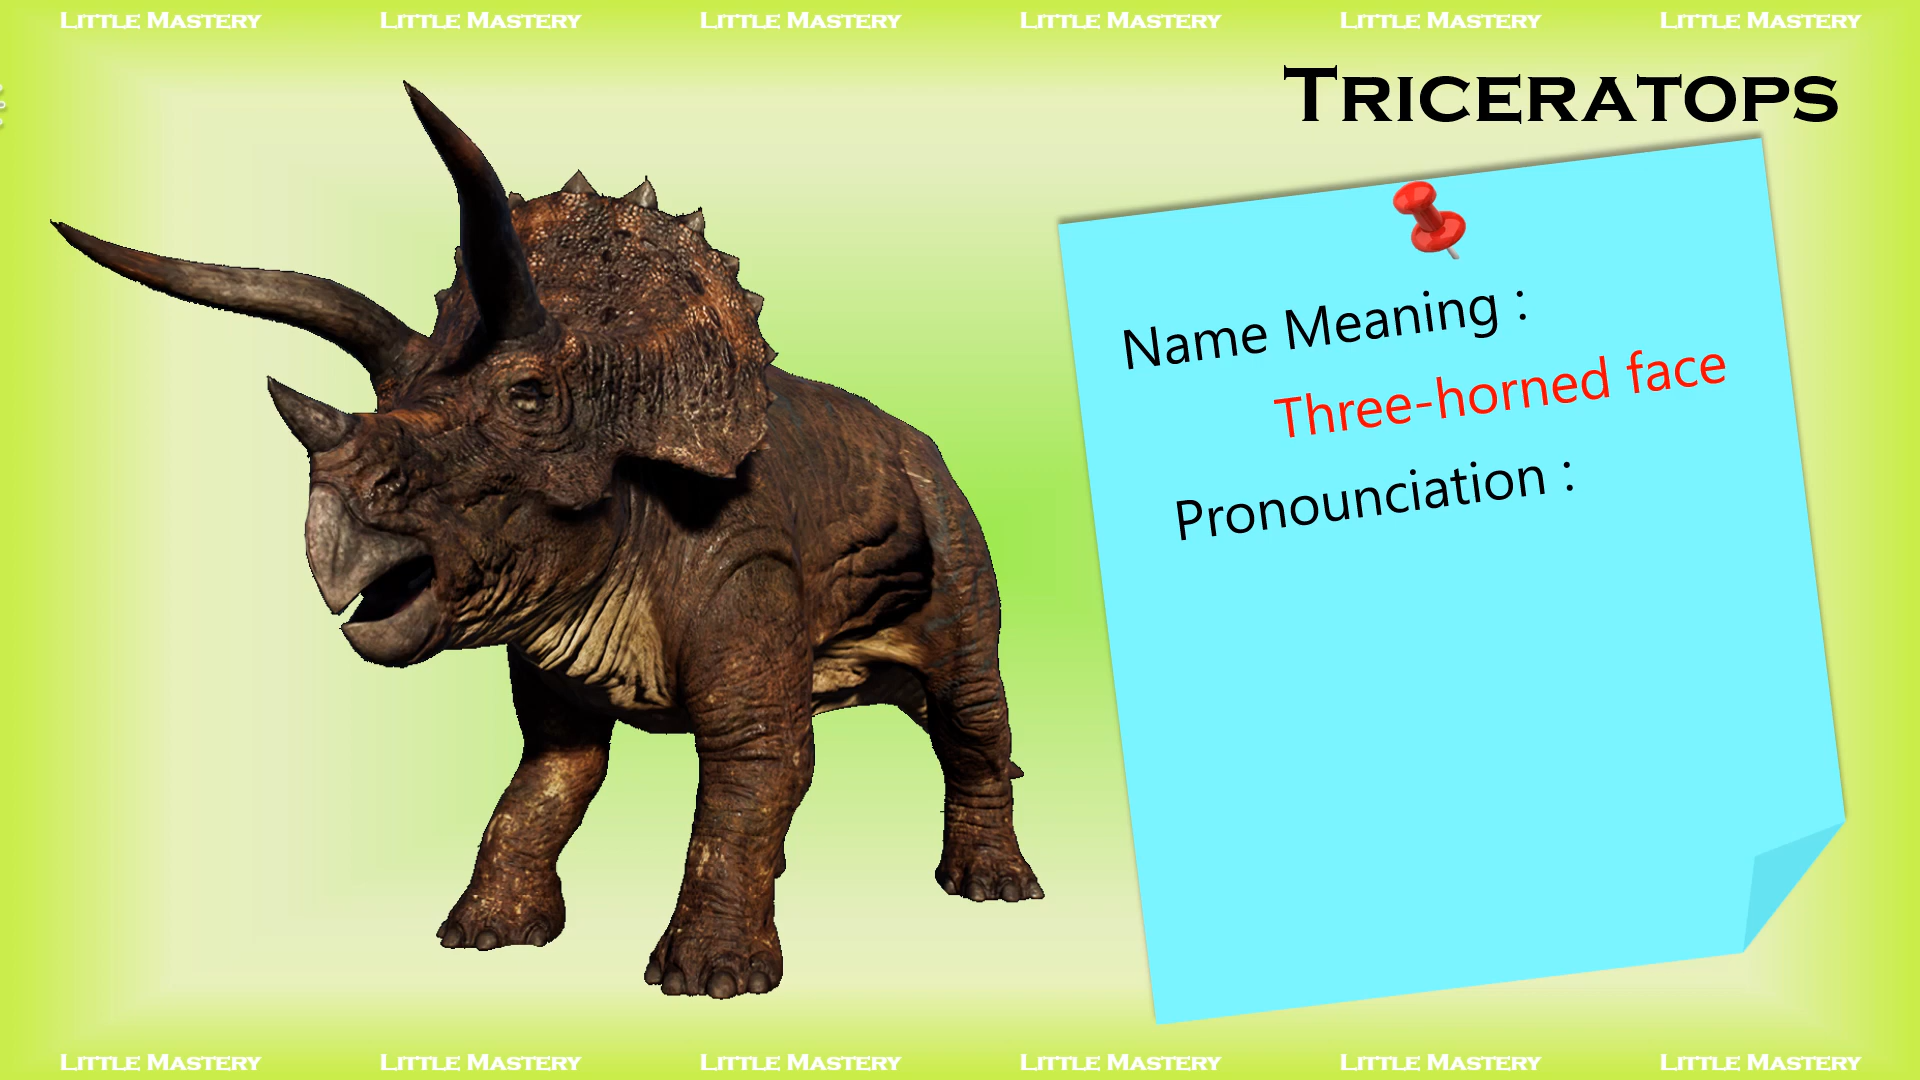 Little Mastery Little Mastery Little Mastery Little Mastery Little Mastery Little Mastery
Triceratops
Name Meaning :
Three-horned face
Pronounciation :
Little Mastery Little Mastery Little Mastery Little Mastery Little Mastery Little Mastery